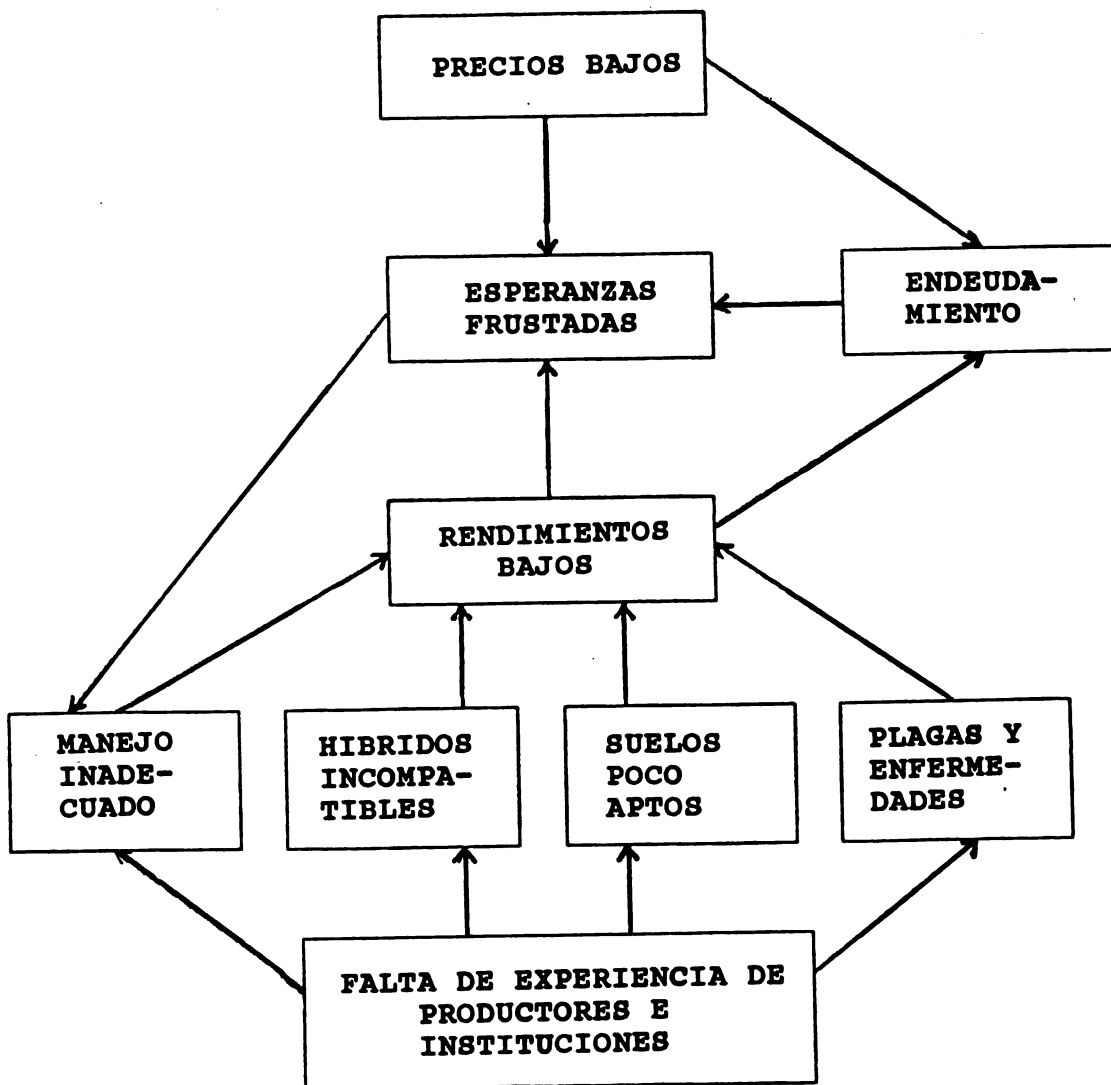 PRECIOS BAJOS
ESPERANZAS
FRUSTADAS
ENDEUDA-
MIENTO
RENDIMIENTOS
BAJOS
MANEJO
INADE-
CUADO
HIBRIDOS
INCOMPA-
TIBLES
SUELOS
POCO
APTOS
PLAGAS Y
ENFERME-
DADES
FALTA DE EXPERIENCIA DE
PRODUCTORES E
INSTITUCIONES